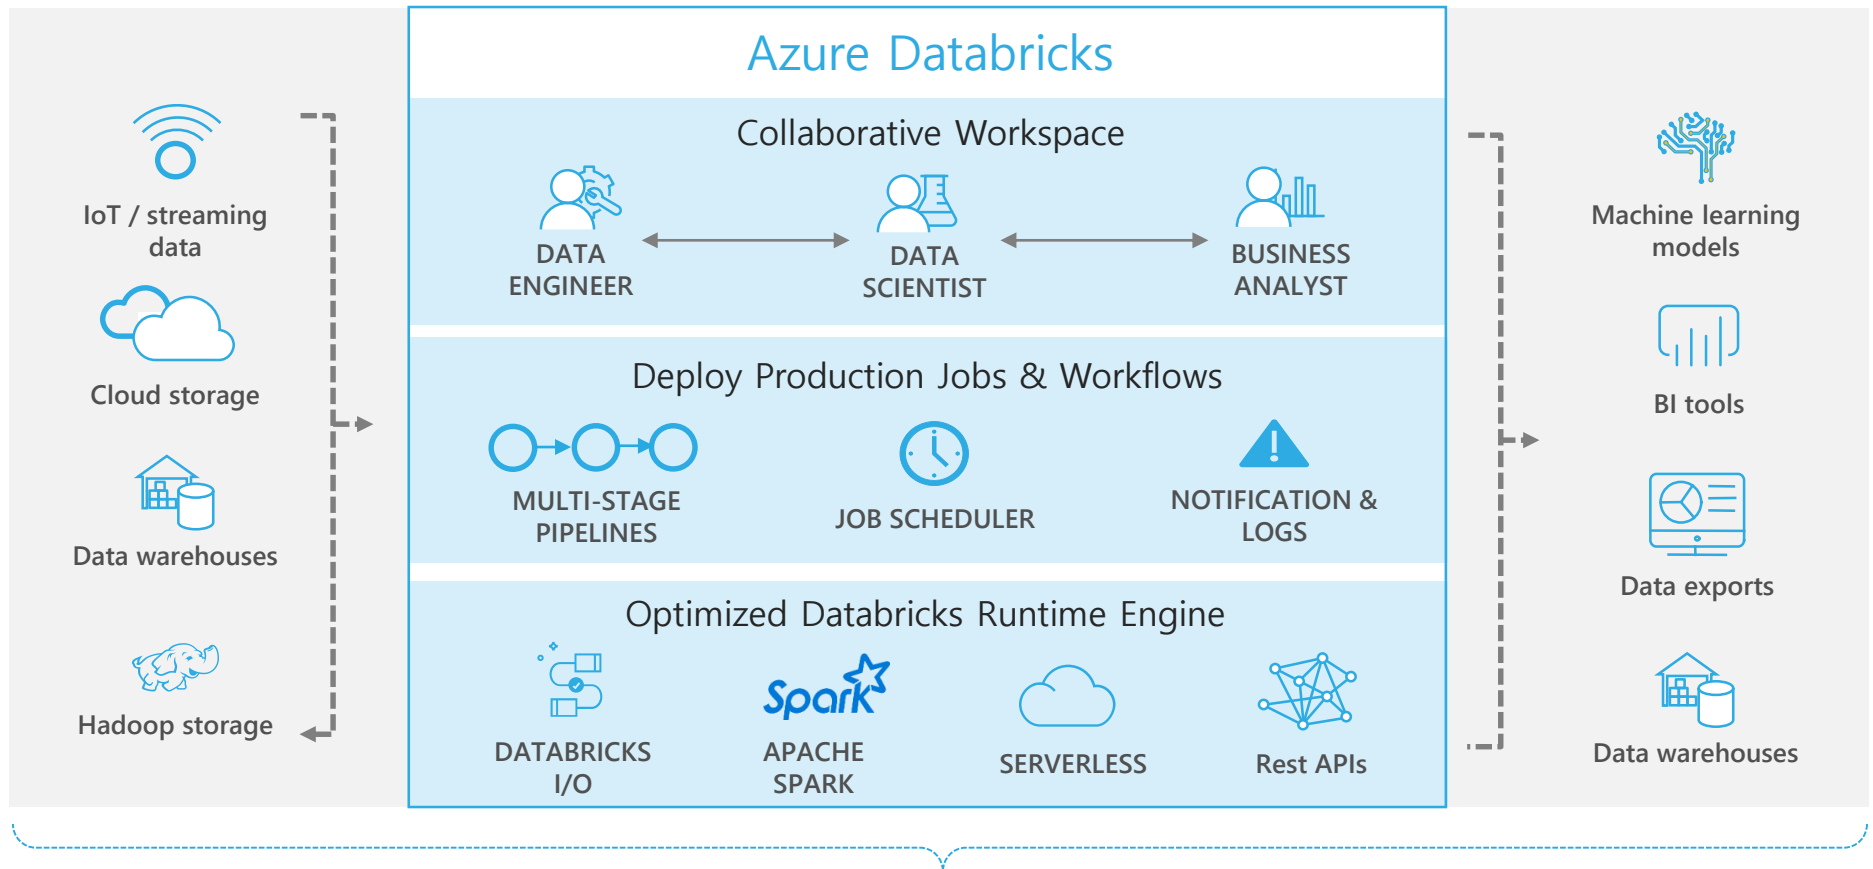 Azure Databricks
IoT / streaming
data
Cloud storage
Data warehouses
Hadoop storage
Collaborative Workspace
DATA
ENGINEER
DATA
SCIENTIST
BUSINESS
ANALYST
Deploy Production Jobs & Workflows
MULTI-STAGE
PIPELINES
JOB SCHEDULER
NOTIFICATION &
LOGS
Optimized Databricks Runtime Engine
DATABRICKS
I/O
Spark
APACHE
SPARK
SERVERLESS
Rest APIs
Machine learning
models
BI tools
Data exports
Data warehouses